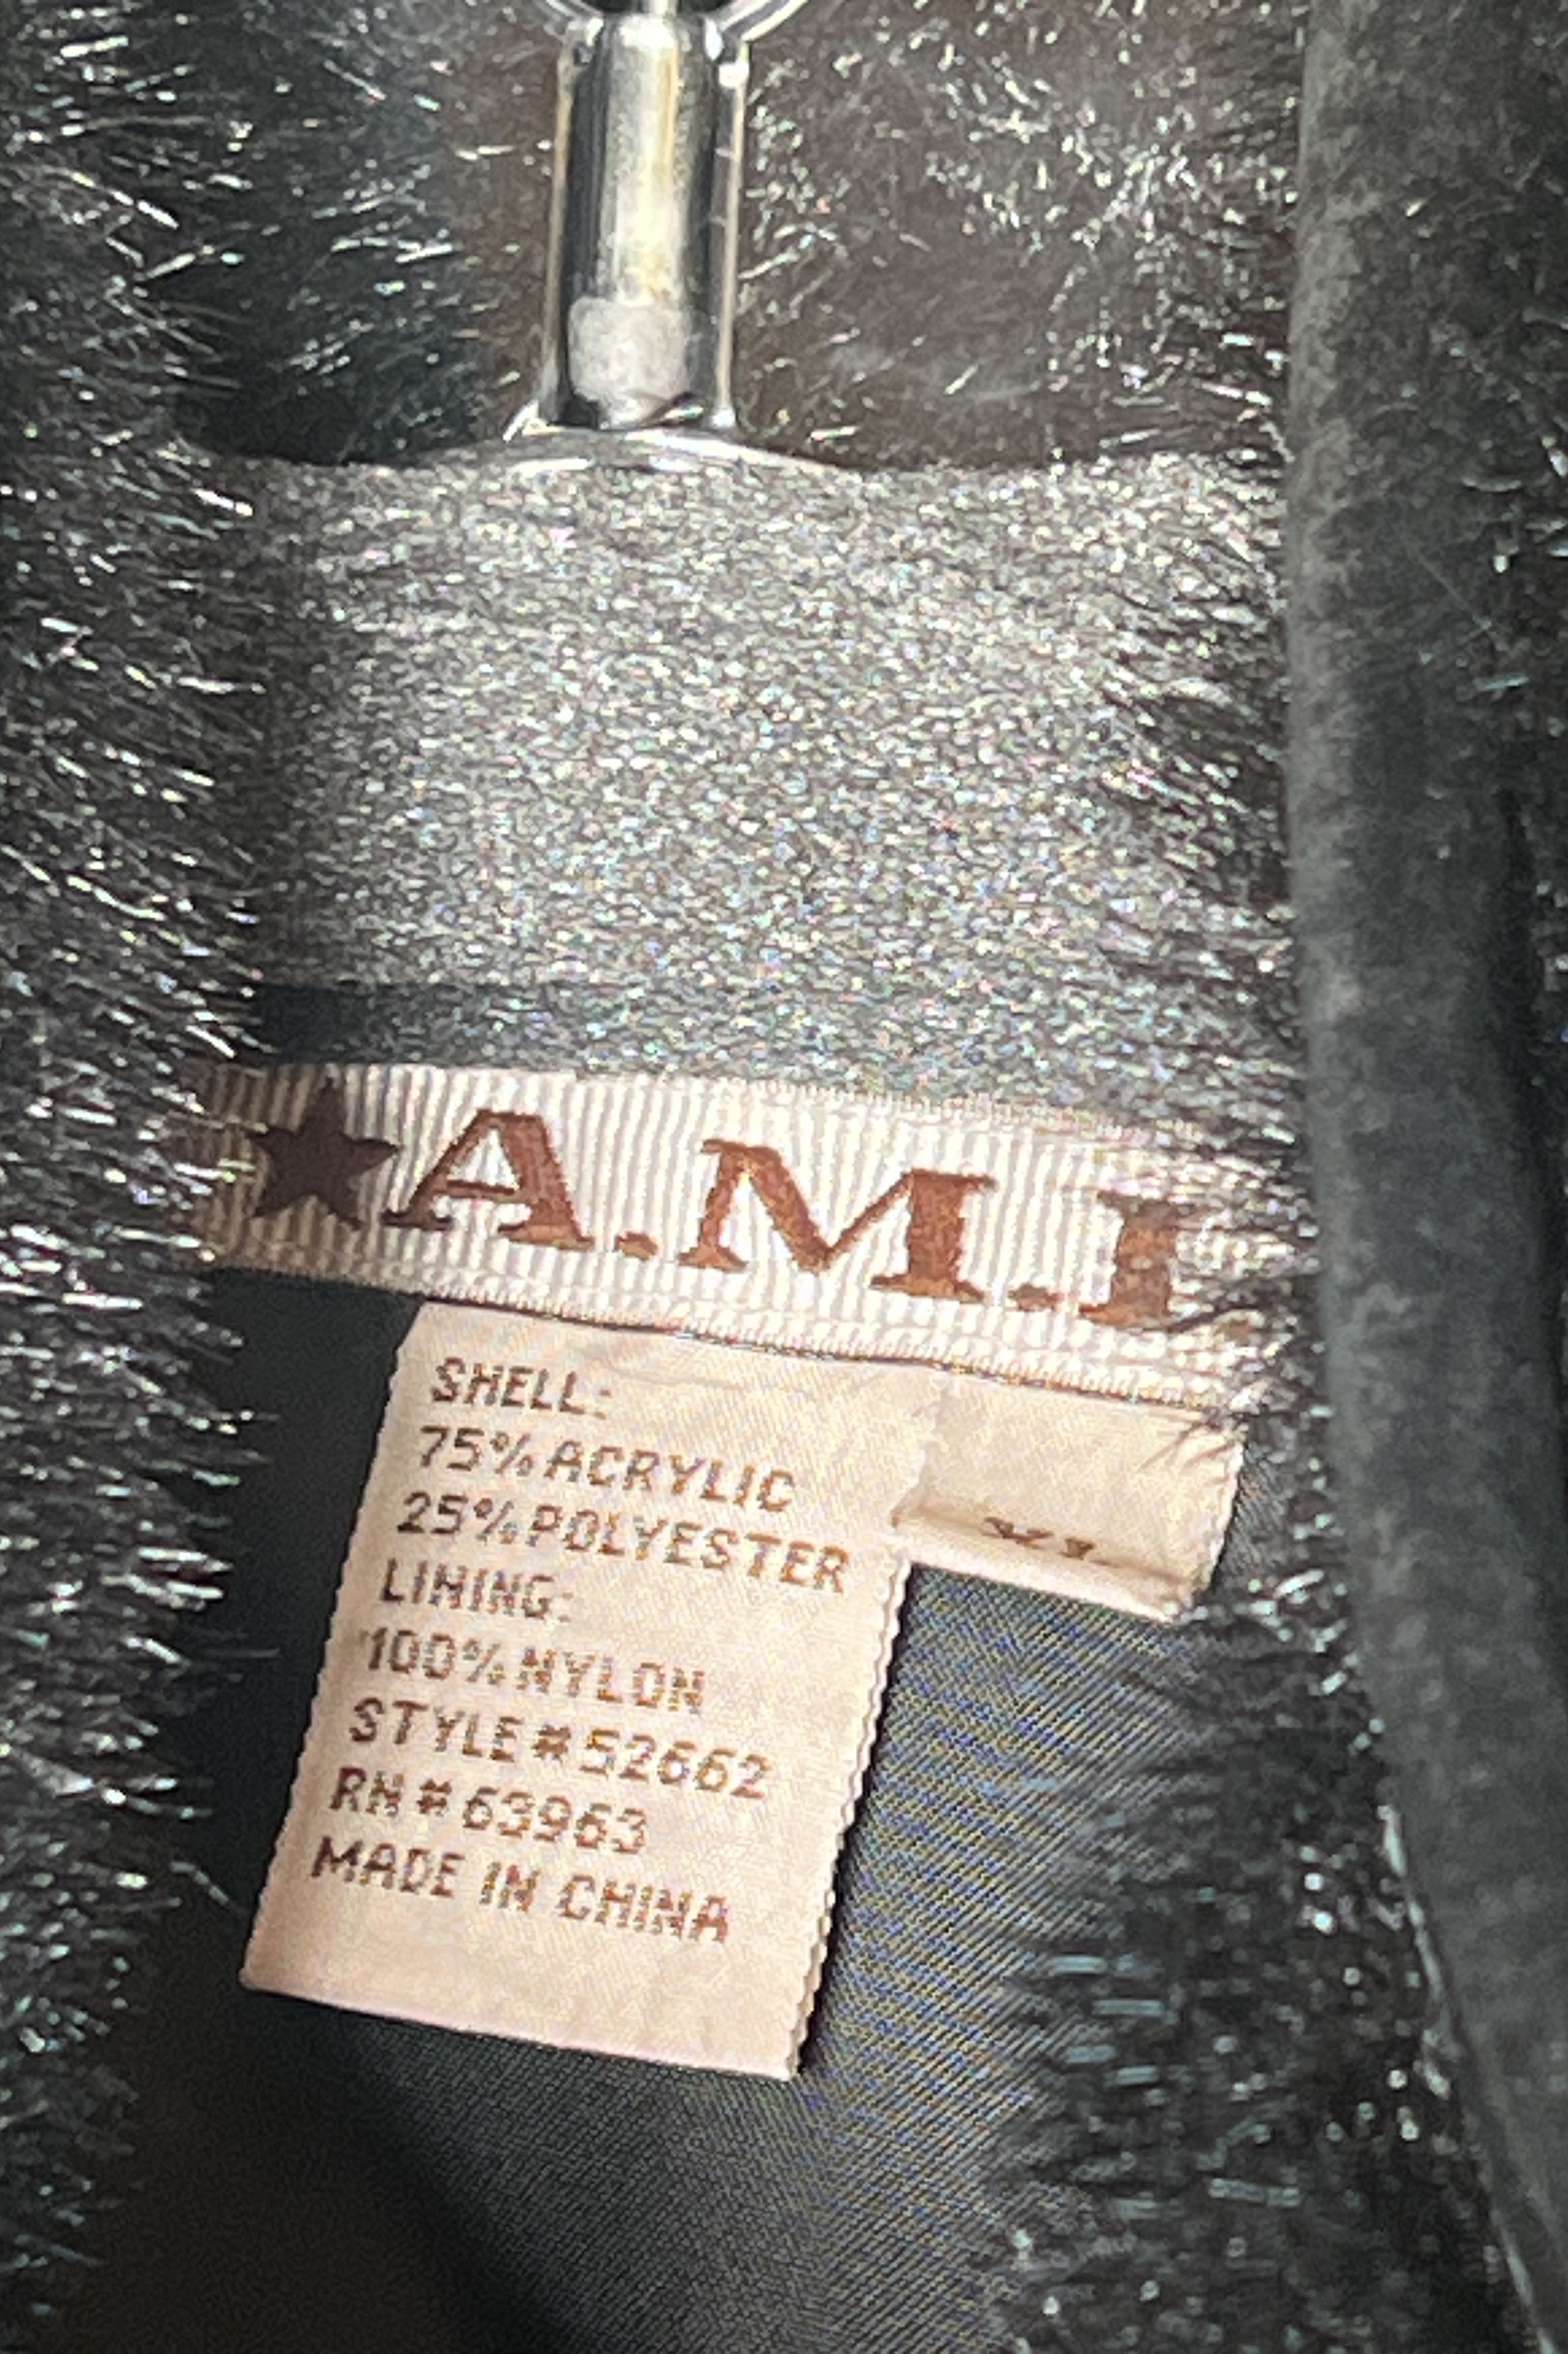 ★A.M.I.
SHELL:
75% ACRYLIC
25% POLYESTER
LINING:
100% NYLON
STYLE # 52662
RN # 63963
MADE IN CHINA